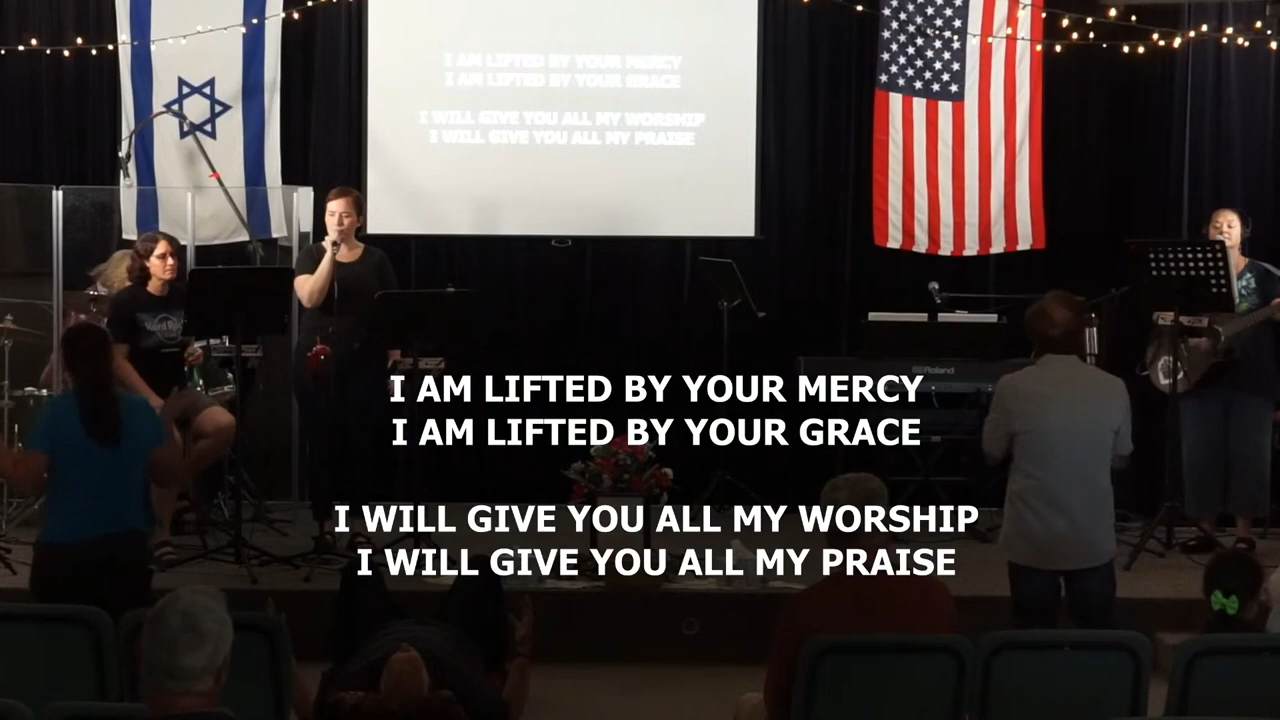 I AM LIFTED BY YOUR MERCY
I AM LIFTED BY YOUR GRACE
I WILL GIVE YOU ALL MY WORSHIP
I WILL GIVE YOU ALL MY PRAISE
Hard Rock
Roland
I AM LIFTED BY YOUR MERCY
I AM LIFTED BY YOUR GRACE
I WILL GIVE YOU ALL MY WORSHIP
I WILL GIVE YOU ALL MY PRAISE